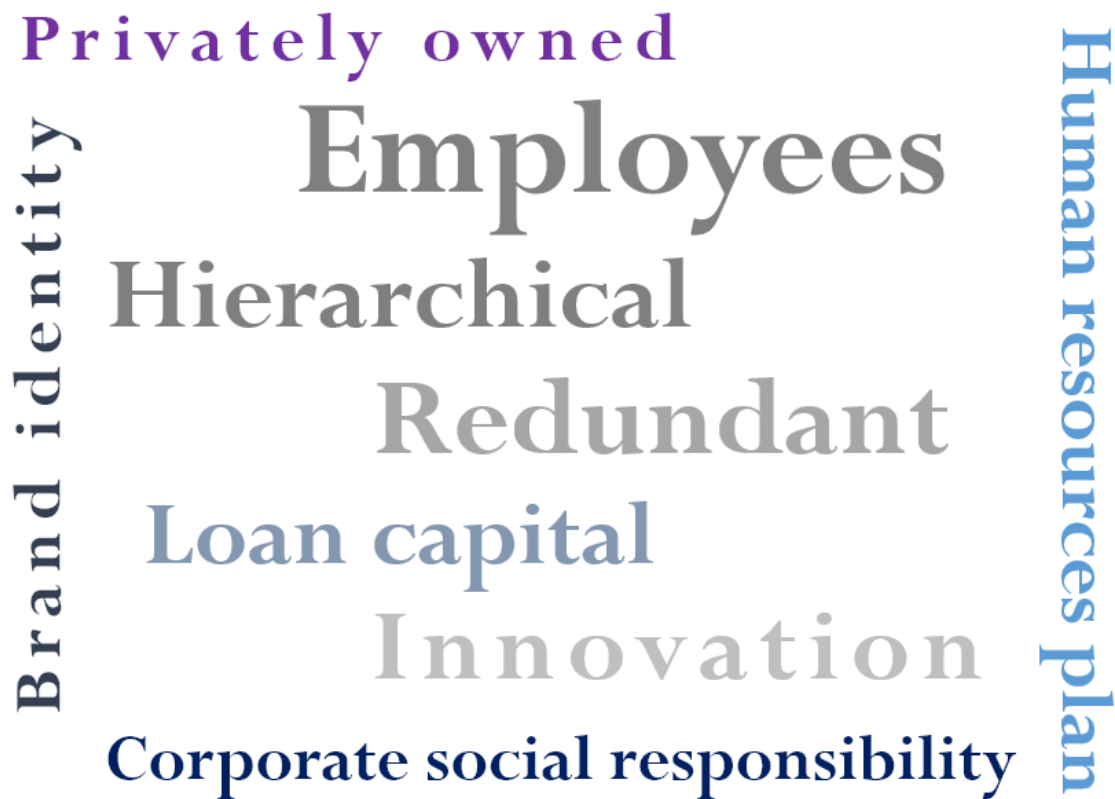 Privately owned
Employees
Hierarchical
Redundant
Loan capital
Innovation
Corporate social responsibility
Brand identity
Human resources plan